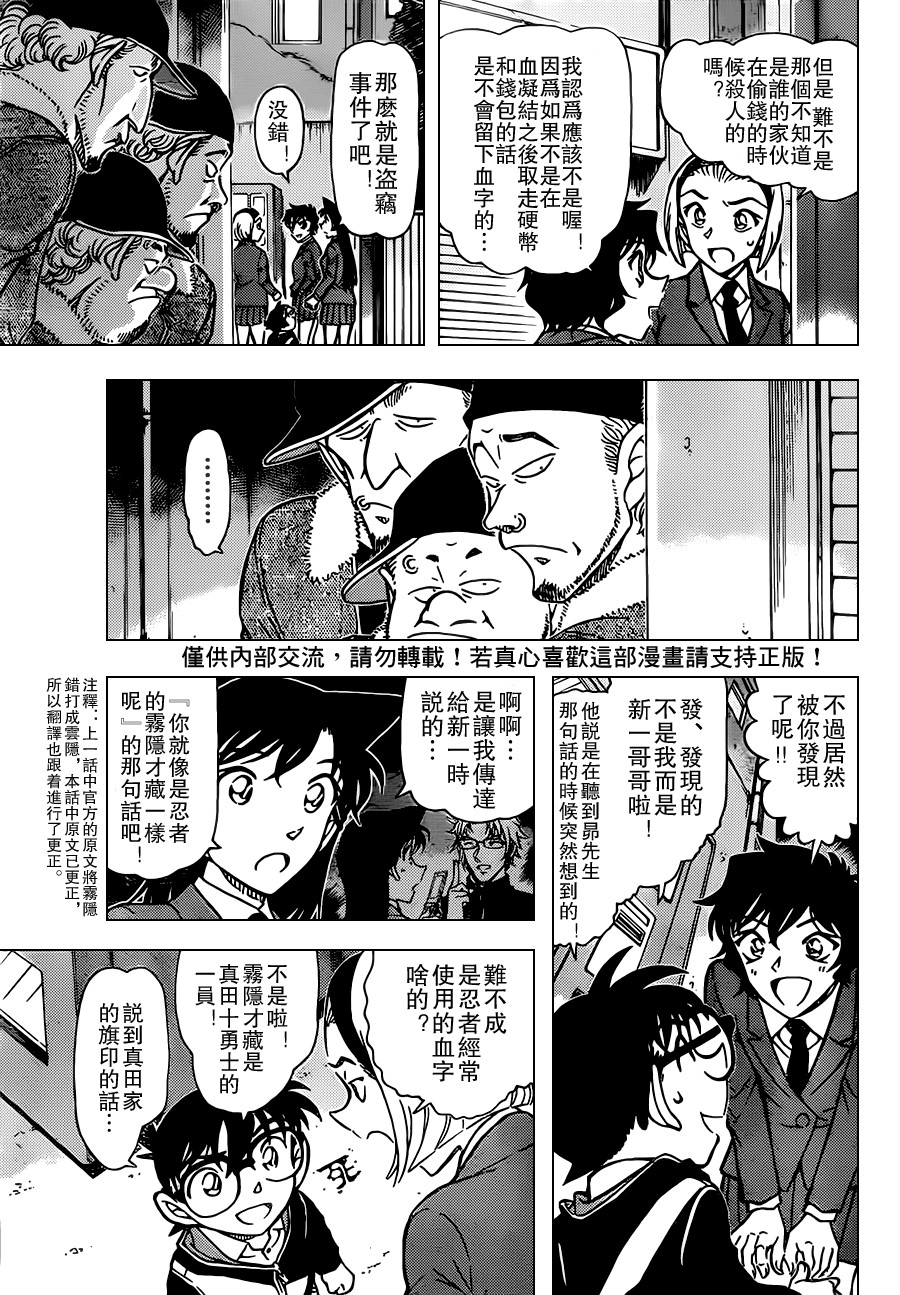 但是，難不是
那個不知道
是誰的家伙
在偷錢的時
候殺人的
嗎？
我認爲應該不是喔！
因爲如果不是在
血凝結之後取走硬幣
和錢包的話
是不會留下血字的…
那麼就是盗竊
事件了吧！
没錯！
………
僅供內部交流，請勿轉載！若真心喜歡這部漫畫請支持正版！
不過居然
被你發現
了呢!!
發、發現的
不是我而是
新一哥哥啦！
他説是在聽到昴先生
那句話的時候突然想到的！
啊啊…
是讓我傳達
給新一時
説的…
『你就像是忍者
的霧隱才藏一樣
呢』的那句話吧！
注釋：上一話中官方的原文將霧隱
錯打成雲隱，本話中原文已更正，
所以翻譯也跟着進行了更正。
難不成
是忍者經常
使用的血字
啥的？
不是啦！
霧隱才藏是
真田十勇士的
一員！
死
説到真田家
的旗印的話…